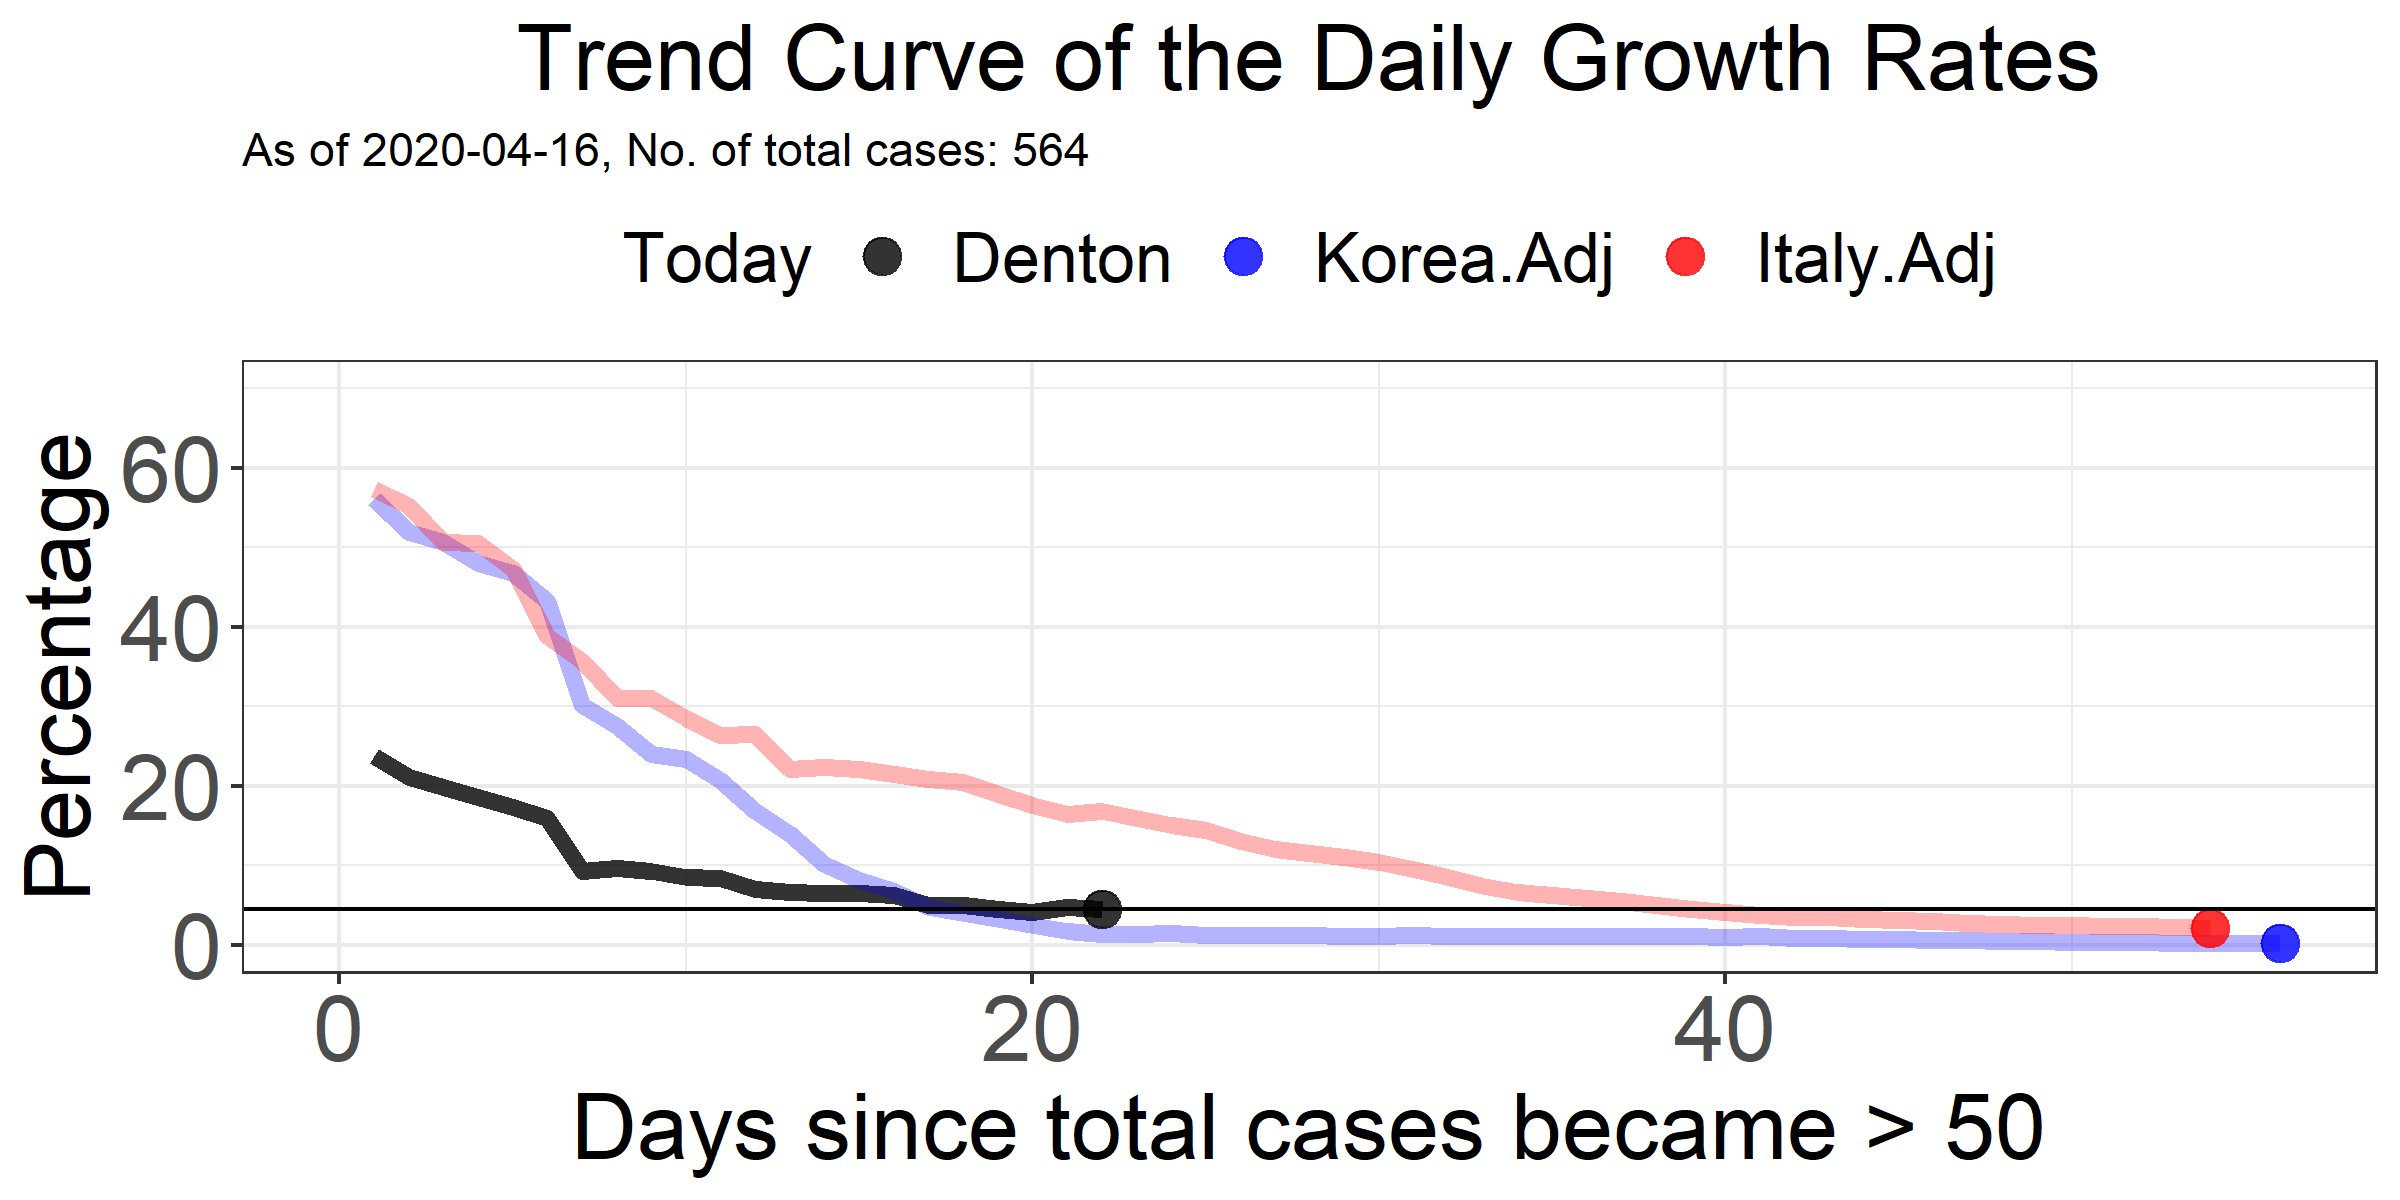 Trend Curve of the Daily Growth Rates
As of 2020-04-16, No. of total cases: 564
Today Denton Korea.Adj Italy.Adj
Percentage
60
40
20
0
0 20 40
Days since total cases became > 50